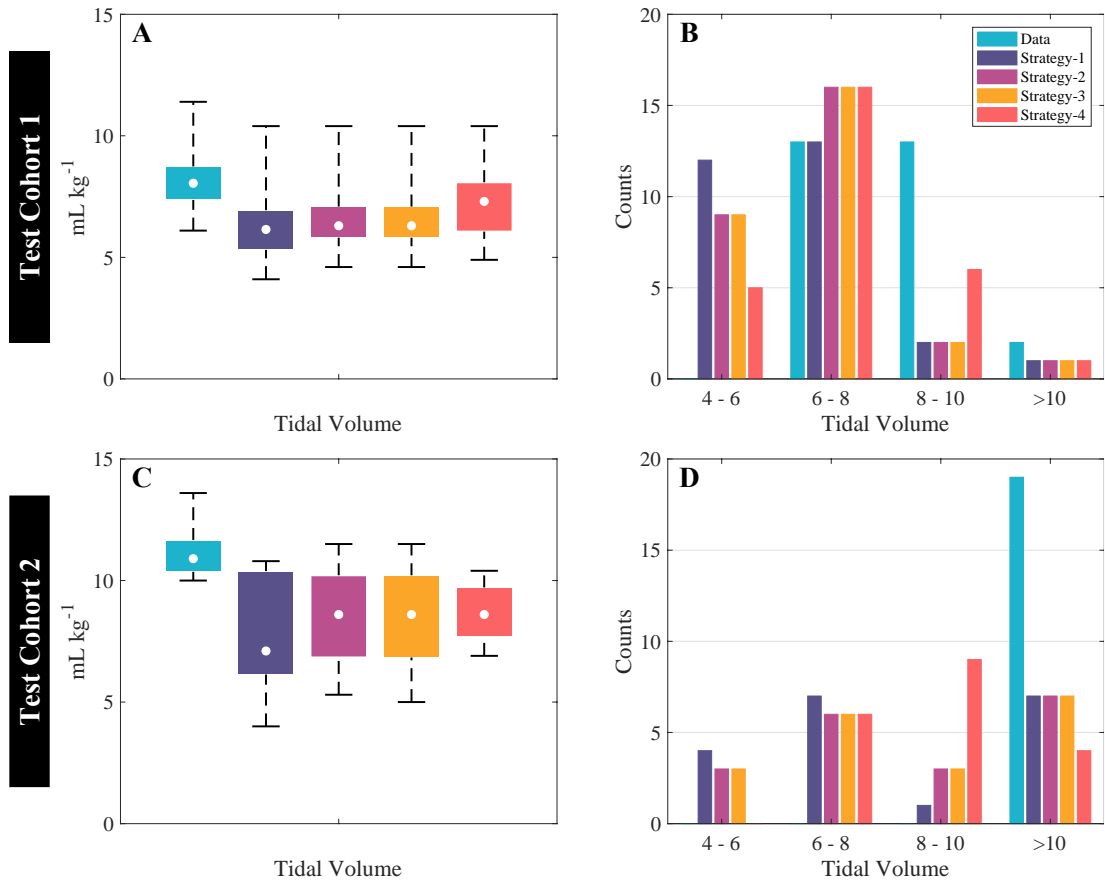 Test Cohort 1
A
15
10
5
0
mL kg⁻¹
Tidal Volume
B
20
15
10
5
0
Counts
Data
Strategy-1
Strategy-2
Strategy-3
Strategy-4
4 - 6 6 - 8 8 - 10 >10
Tidal Volume
Test Cohort 2
C
15
10
5
0
mL kg⁻¹
Tidal Volume
D
20
15
10
5
0
Counts
4 - 6 6 - 8 8 - 10 >10
Tidal Volume